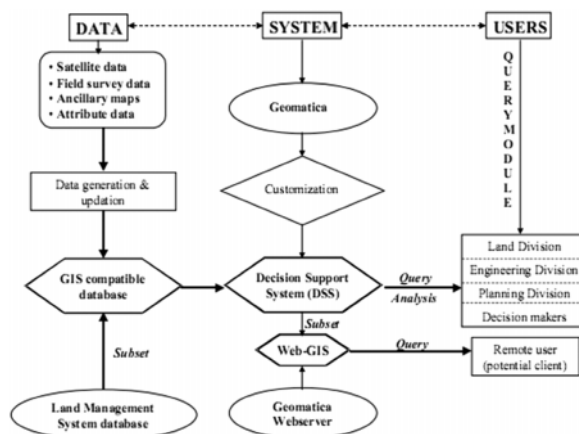 DATA
SYSTEM
USERS
• Satellite data
• Field survey data
• Ancillary maps
• Attribute data
Data generation &
updation
GIS compatible
database
Subset
Land Management
System database
Geomatica
Customization
Decision Support
System (DSS)
Subset
Web-GIS
Geomatica
Webserver
QUERYMODULE
Query
Analysis
Land Division
Engineering Division
Planning Division
Decision makers
Query
Remote user
(potential client)